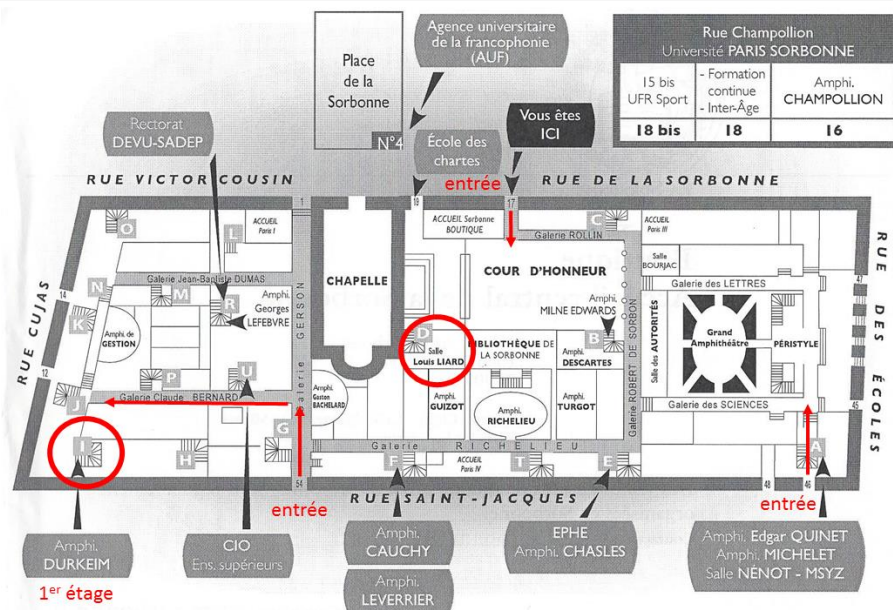 Agence universitaire
de la francophonie
(AUF)
Place
de la
Sorbonne
N°4
Rue Champollion
Université PARIS SORBONNE
15 bis
UFR Sport
18 bis
- Formation
continue
- Inter-Âge
18
Amphi.
CHAMPOLLION
16
Rectorat
DEVU-SADEP
École des
chartes
Vous êtes
ICI
entrée
RUE VICTOR COUSIN
RUE DE LA SORBONNE
1
19
17
O
L
ACCUEIL
Paris I
ACCUEIL Sorbonne
BOUTIQUE
C
Galerie ROLLIN
ACCUEIL
Paris III
Salle
BOURJAC
RUE DES ÉCOLES
47
45
Galerie Jean-Baptiste DUMAS
CHAPELLE
COUR D'HONNEUR
Galerie des LETTRES
RUE CUJAS
14
12
N
M
R
K
Amphi.
Georges
LEFEBVRE
Amphi de
GESTION
Galerie GERSON
D
Salle
Louis LIARD
BIBLIOTHÈQUE DE
LA SORBONNE
Amphi.
MILNE EDWARDS
B
Amphi.
DESCARTES
Galerie ROBERT DE SORBON
Salle des AUTORITÉS
Grand
Amphithéâtre
PÉRISTYLE
P
U
J
Galerie Claude BERNARD
Amphi
Gaston
BACHELARD
Amphi.
GUIZOT
Amphi.
RICHELIEU
Amphi.
TURGOT
Galerie des SCIENCES
I
H
G
Galerie RICHELIEU
F
ACCUEIL
Paris IV
T
E
A
54
48
46
RUE SAINT-JACQUES
entrée
entrée
Amphi.
DURKEIM
1er étage
CIO
Ens. supérieurs
Amphi.
CAUCHY
Amphi.
LEVERRIER
EPHE
Amphi. CHASLES
Amphi. Edgar QUINET
Amphi. MICHELET
Salle NÉNOT - MSYZ